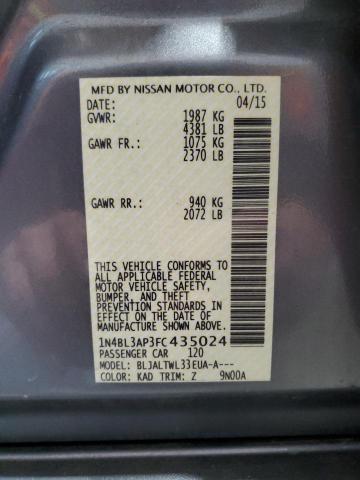 MFD BY NISSAN MOTOR CO., LTD.
DATE: 04/15
GVWR: 1987 KG
4381 LB
GAWR FR.: 1075 KG
2370 LB
GAWR RR.: 940 KG
2072 LB
THIS VEHICLE CONFORMS TO
ALL APPLICABLE FEDERAL
MOTOR VEHICLE SAFETY,
BUMPER, AND THEFT
PREVENTION STANDARDS IN
EFFECT ON THE DATE OF
MANUFACTURE SHOWN ABOVE.
1N4BL3AP3FC435024
PASSENGER CAR 120
MODEL: BLJALTWL33EUA-A---
COLOR: KAD TRIM: Z 9N00A